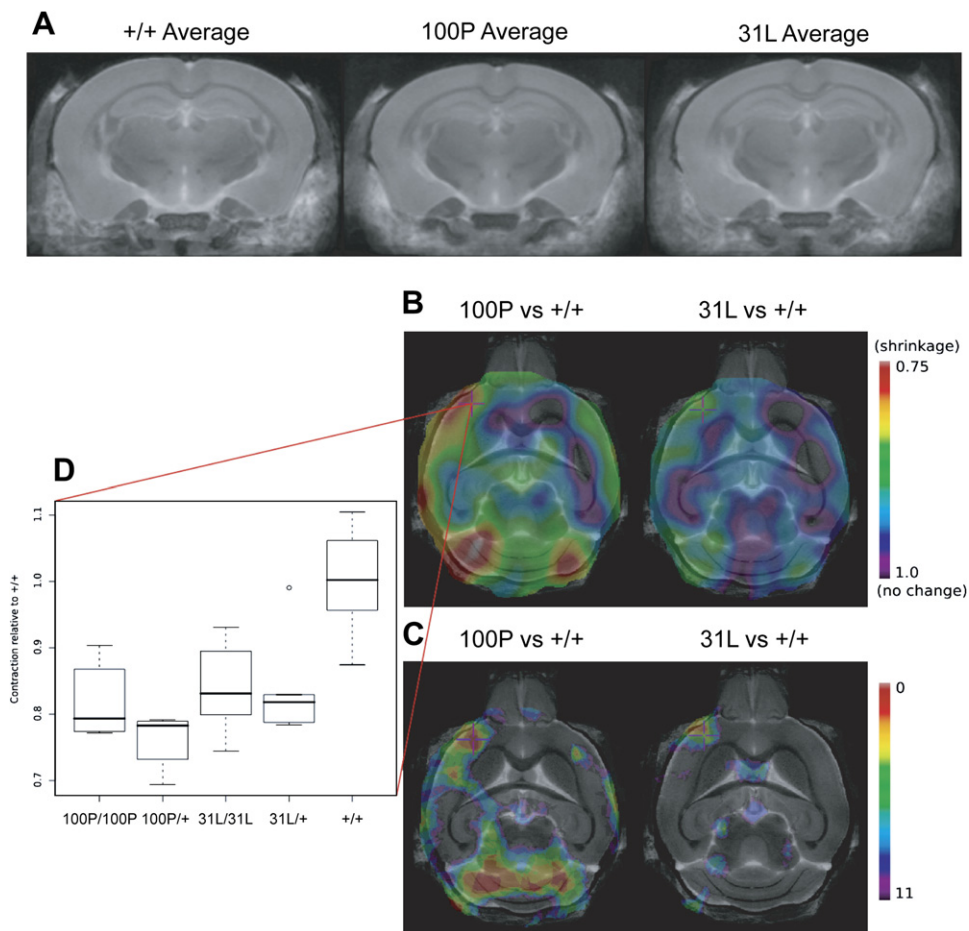 A
+/+ Average
100P Average
31L Average
B
100P vs +/+
31L vs +/+
(shrinkage)
0.75
1.0
(no change)
D
Contraction relative to +/+
1.1
1.0
0.9
0.8
0.7
100P/100P
100P/+
31L/31L
31L/+
+/+
C
100P vs +/+
31L vs +/+
0
11